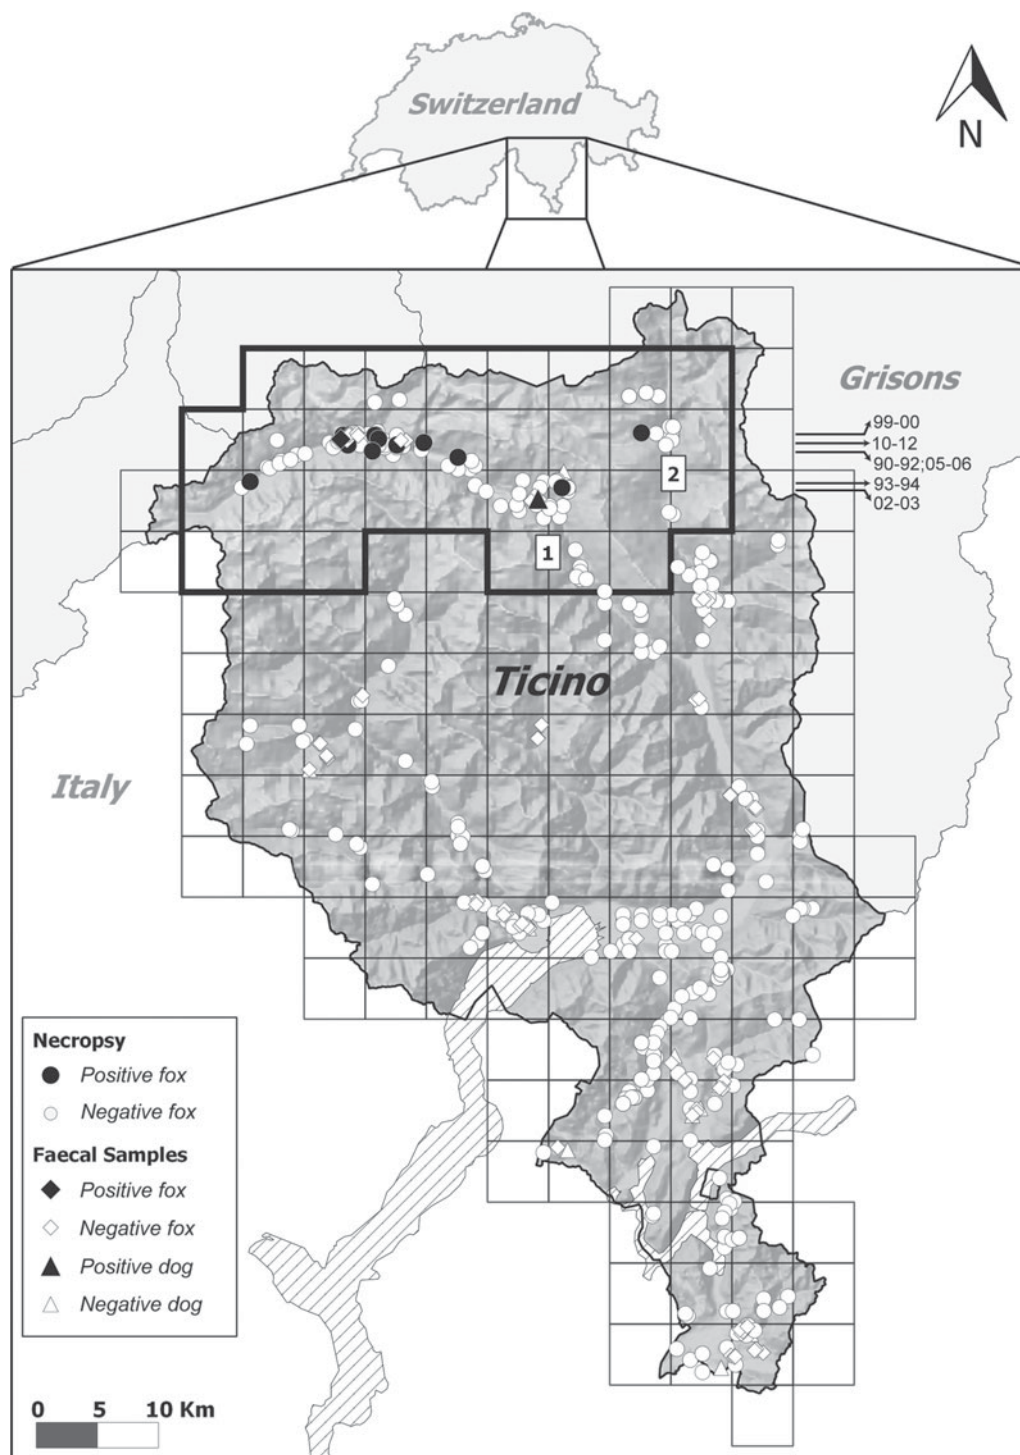 Switzerland
N
Grisons
99-00
10-12
90-92;05-06
93-94
02-03
2
1
Ticino
Italy
Necropsy
Positive fox
Negative fox
Faecal Samples
Positive fox
Negative fox
Positive dog
Negative dog
0 5 10 Km